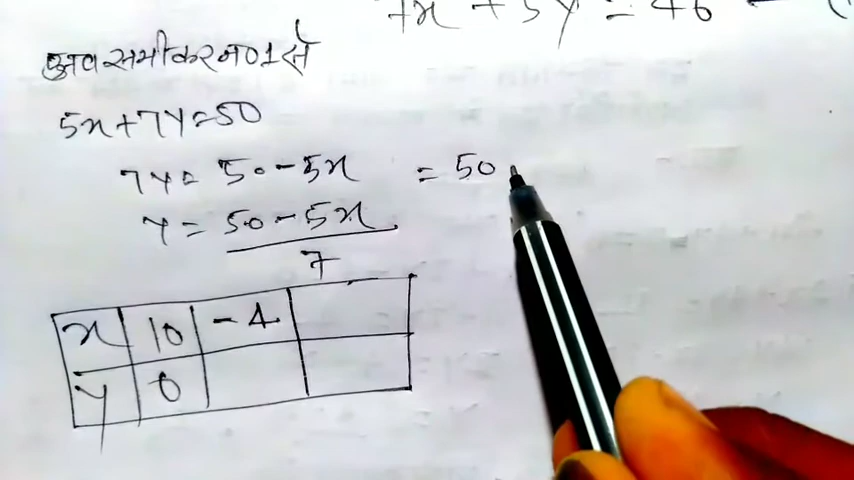 7x + 5y = 46
अब समीकरन 01 से
5x + 7y = 50
7y = 50 - 5x = 50
y = 50 - 5x
7
x 10 -4
y 0